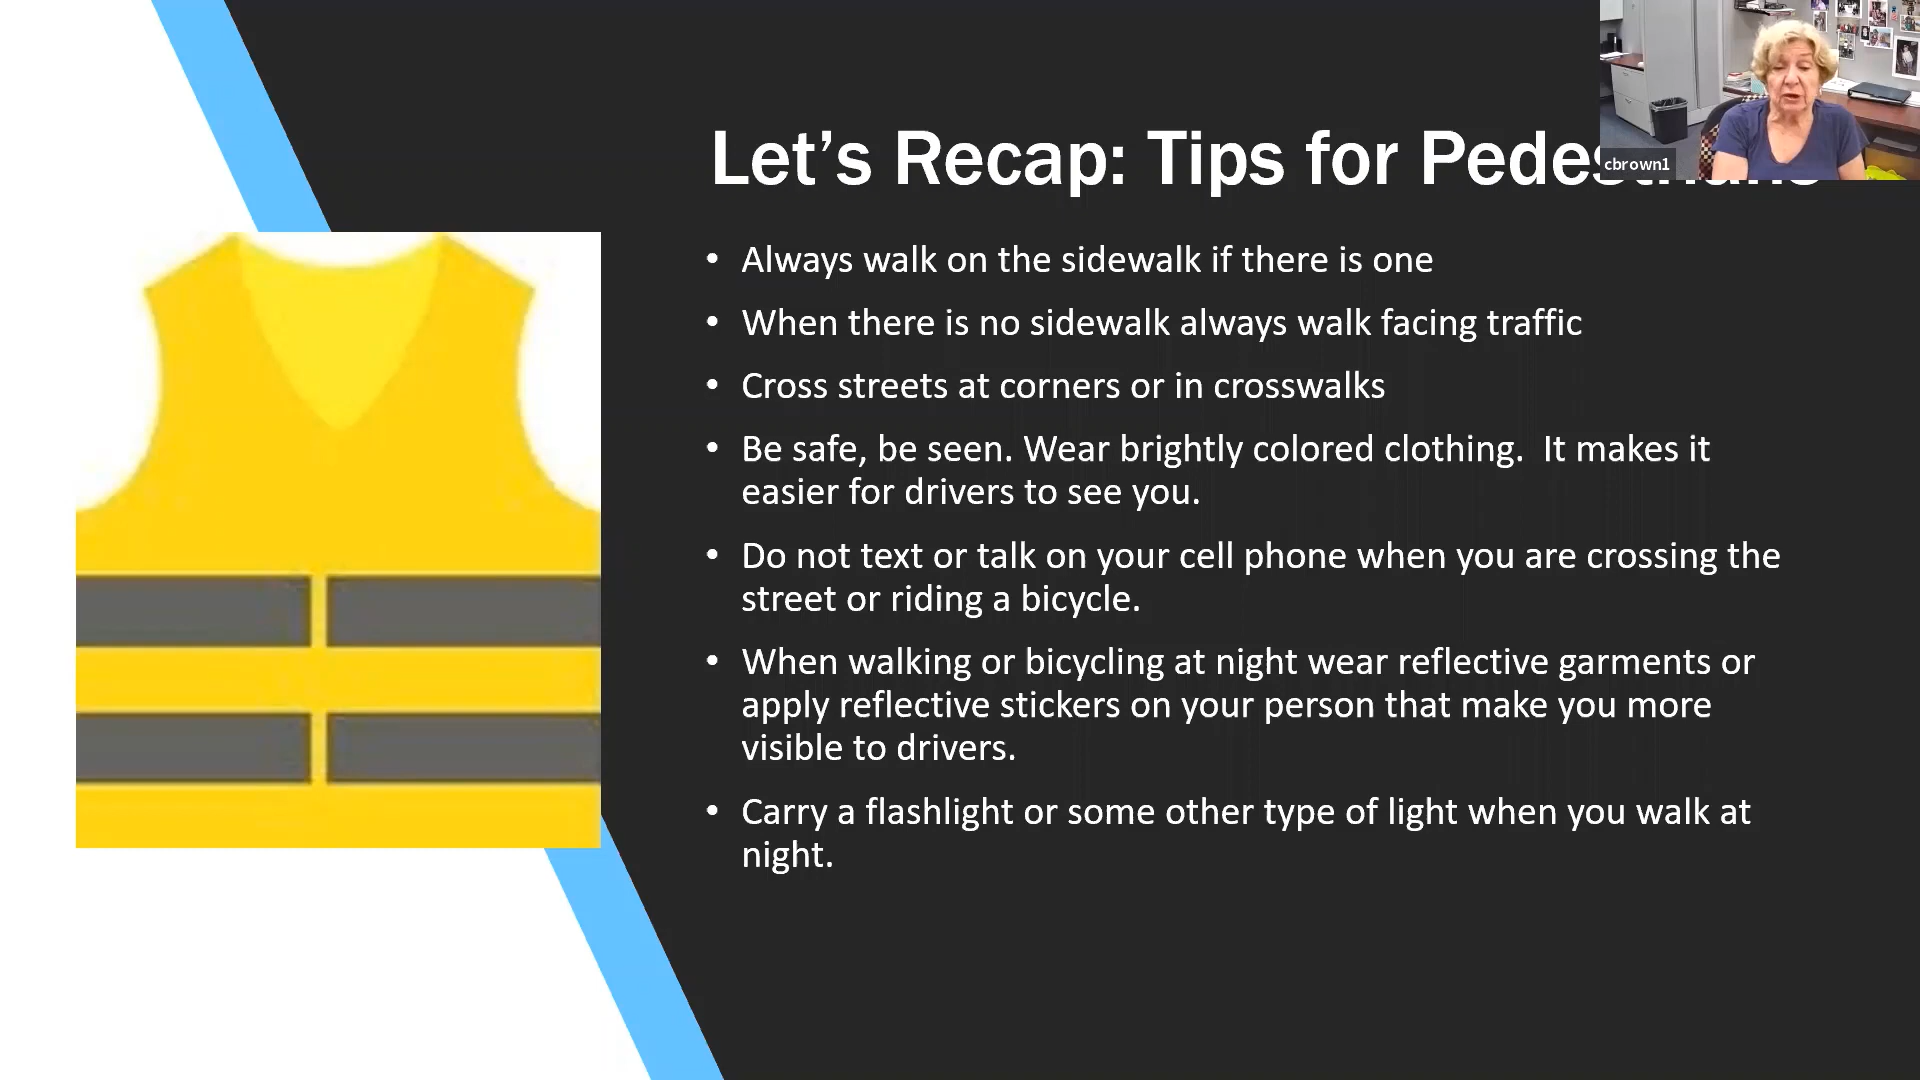 Let’s Recap: Tips for
cbrown1
• Always walk on the sidewalk if there is one
• When there is no sidewalk always walk facing traffic
• Cross streets at corners or in crosswalks
• Be safe, be seen. Wear brightly colored clothing.  It makes it
easier for drivers to see you.
• Do not text or talk on your cell phone when you are crossing the
street or riding a bicycle.
• When walking or bicycling at night wear reflective garments or
apply reflective stickers on your person that make you more
visible to drivers.
• Carry a flashlight or some other type of light when you walk at
night.